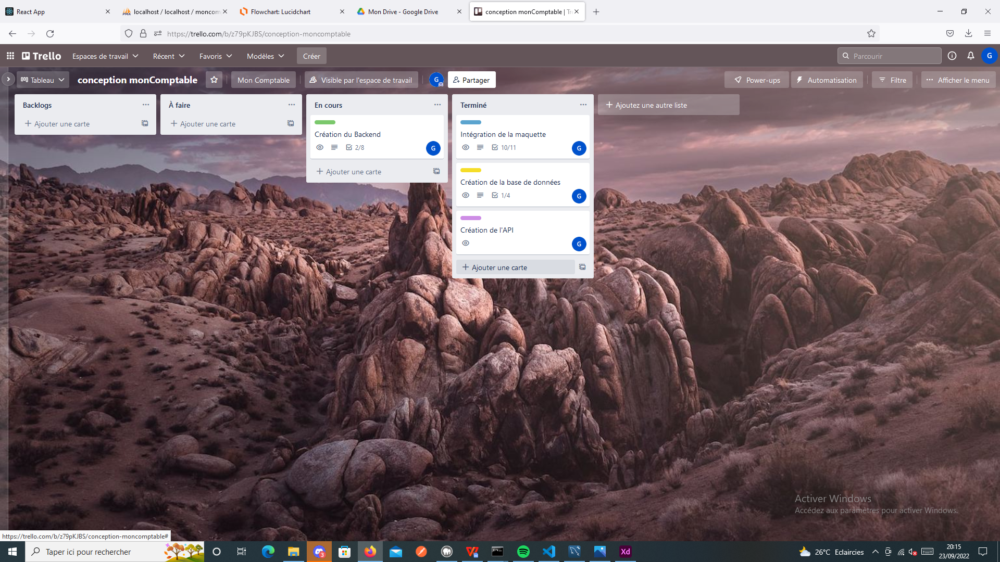 React App
localhost / localhost / moncom
Flowchart: Lucidchart
Mon Drive - Google Drive
conception monComptable | Tr
https://trello.com/b/z79pKJBS/conception-moncomptable
Trello
Espaces de travail
Récent
Favoris
Modèles
Créer
Parcourir
G
Tableau
conception monComptable
Mon Comptable
Visible par l'espace de travail
G
Partager
Power-ups
Automatisation
Filtre
Afficher le menu
Backlogs
Ajouter une carte
À faire
Ajouter une carte
En cours
Création du Backend
2/8
G
Ajouter une carte
Terminé
Intégration de la maquette
10/11
G
Création de la base de données
1/4
G
Création de l'API
G
Ajouter une carte
Ajoutez une autre liste
Activer Windows
Accédez aux paramètres pour activer Windows.
https://trello.com/b/z79pKJBS/conception-moncomptable#
Taper ici pour rechercher
3
Xd
26°C Eclaircies
20:15
23/09/2022